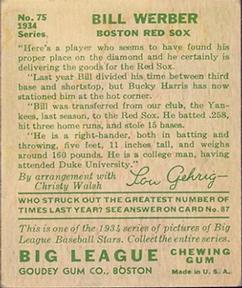 No. 75
1934
Series.
BILL WERBER
BOSTON RED SOX
"Here's a player who seems to have found his
proper place on the diamond and he certainly is
delivering the goods for the Red Sox.
"Last year Bill divided his time between third
base and shortstop, but Bucky Harris has now
stationed him at the hot corner.
"Bill was transferred from our club, the Yan-
kees, last season, to the Red Sox. He batted .258,
hit three home runs, and stole 15 bases.
"He is a right-hander, both in batting and
throwing, five feet, 11 inches tall, and weighs
around 160 pounds. He is a college man, having
attended Duke University."
By arrangement with
Christy Walsh
Lou Gehrig
WHO STRUCK OUT THE GREATEST NUMBER OF
TIMES LAST YEAR? SEE ANSWER ON CARD No. 87
This is one of the 1934 series of pictures of Big
League Baseball Stars. Collect the entire series.
BIG LEAGUE
CHEWING
GUM
GOUDEY GUM CO., BOSTON
MADE IN U.S.A.